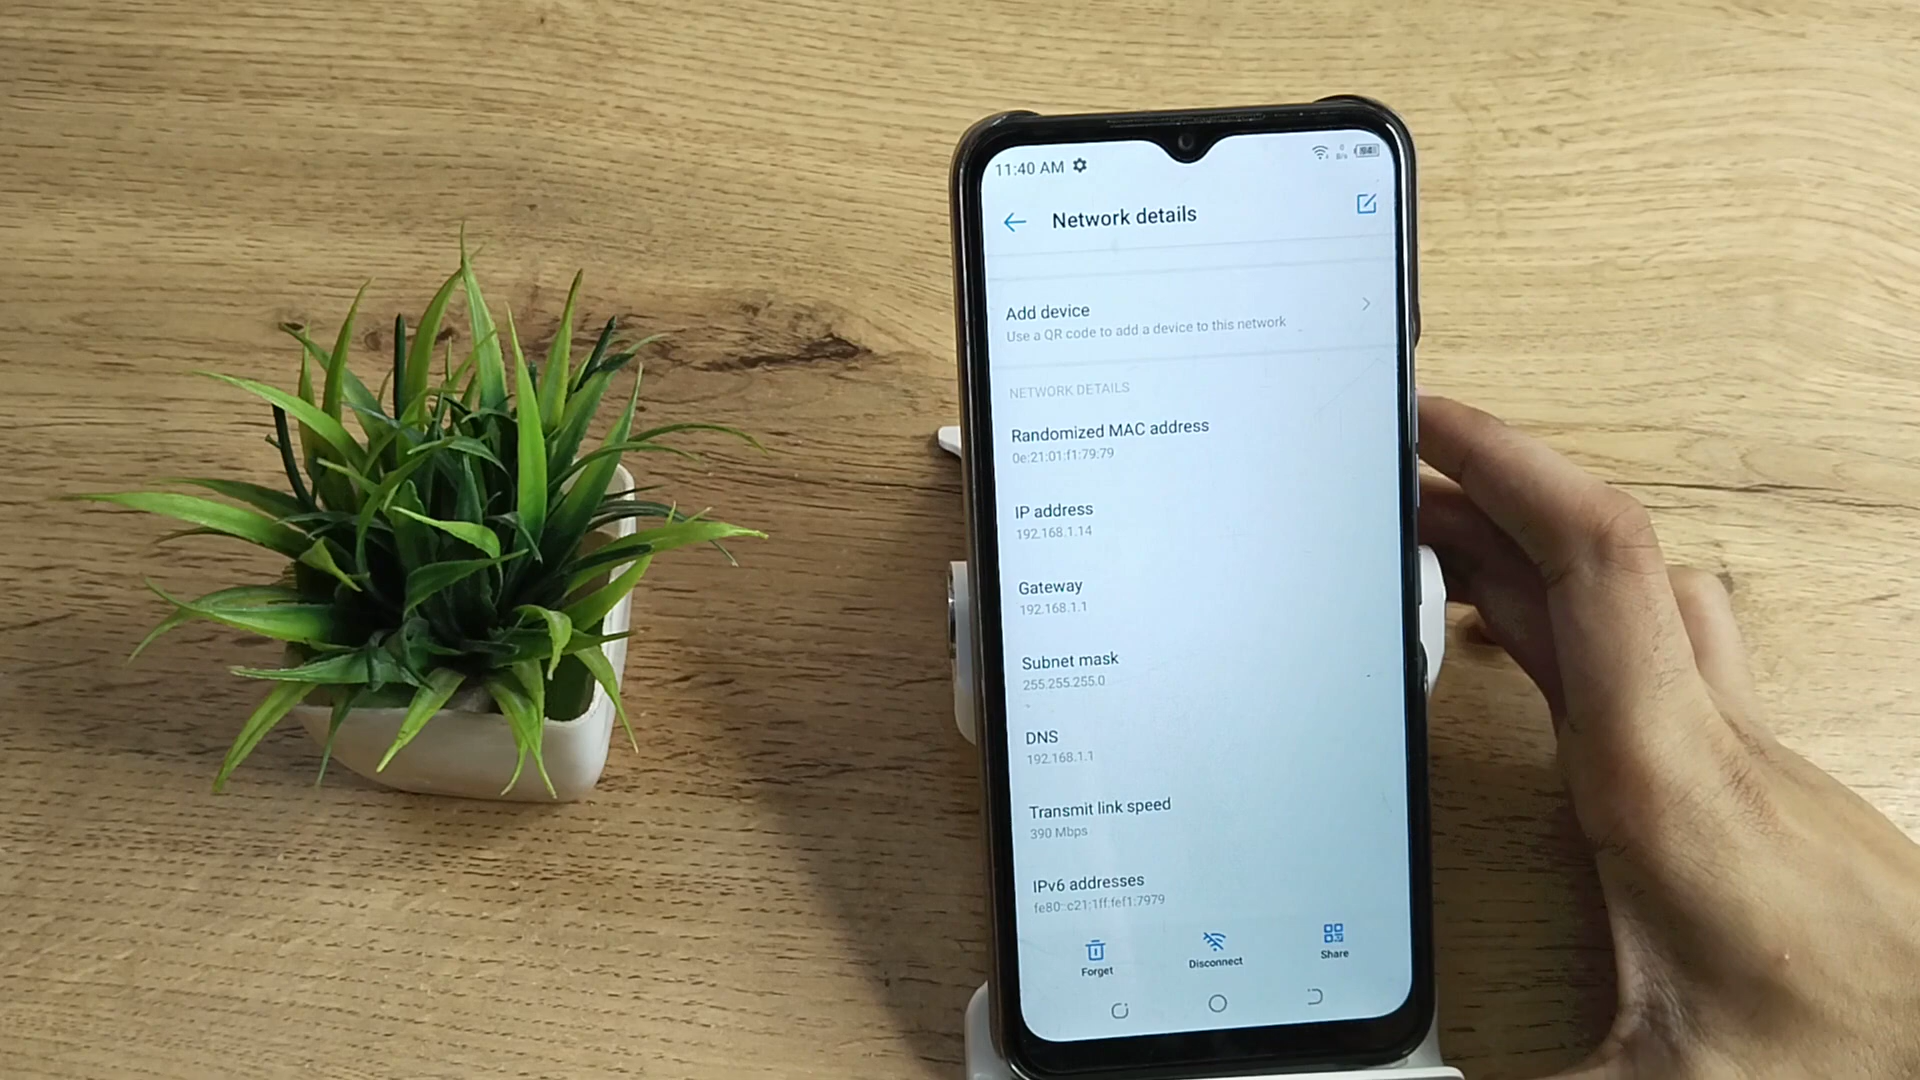 11:40 AM
Network details
Add device
Use a QR code to add a device to this network
NETWORK DETAILS
Randomized MAC address
0e:21:01:f1:79:79
IP address
192.168.1.14
Gateway
192.168.1.1
Subnet mask
255.255.255.0
DNS
192.168.1.1
Transmit link speed
390 Mbps
IPv6 addresses
fe80::c21:1ff:fef1:7979
Forget
Disconnect
Share